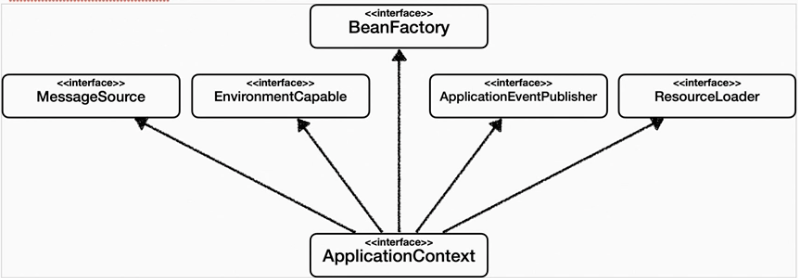 <<interface>>
BeanFactory
<<interface>>
MessageSource
<<interface>>
EnvironmentCapable
<<interface>>
ApplicationEventPublisher
<<interface>>
ResourceLoader
<<interface>>
ApplicationContext